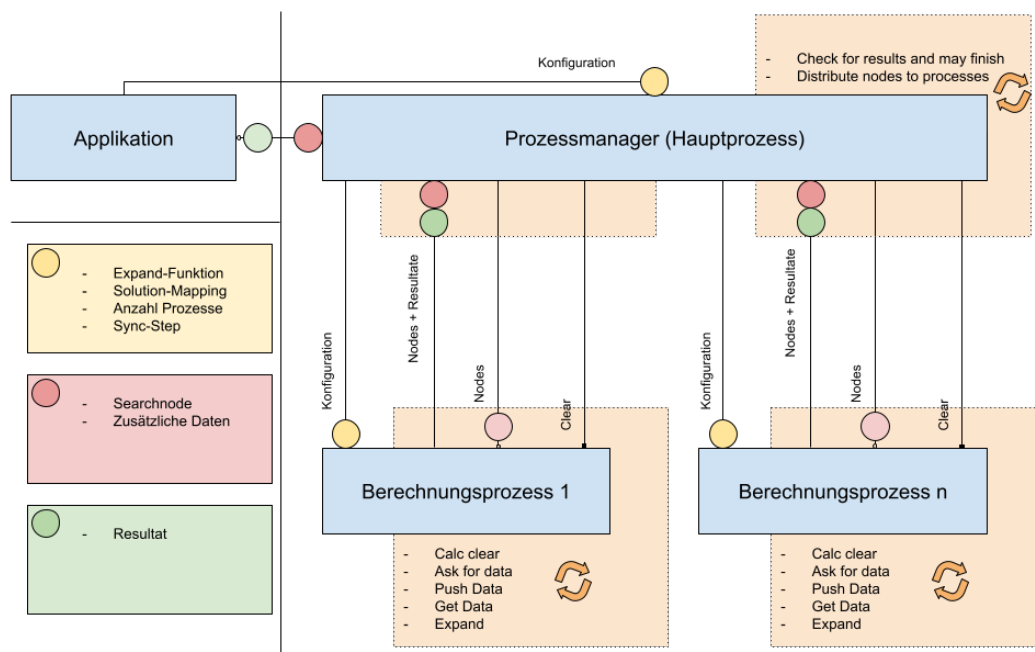 Konfiguration
- Check for results and may finish
- Distribute nodes to processes
Applikation
Prozessmanager (Hauptprozess)
- Expand-Funktion
- Solution-Mapping
- Anzahl Prozesse
- Sync-Step
- Searchnode
- Zusätzliche Daten
- Resultat
Konfiguration
Nodes + Resultate
Nodes
Clear
Konfiguration
Nodes + Resultate
Nodes
Clear
Berechnungsprozess 1
Berechnungsprozess n
- Calc clear
- Ask for data
- Push Data
- Get Data
- Expand
- Calc clear
- Ask for data
- Push Data
- Get Data
- Expand